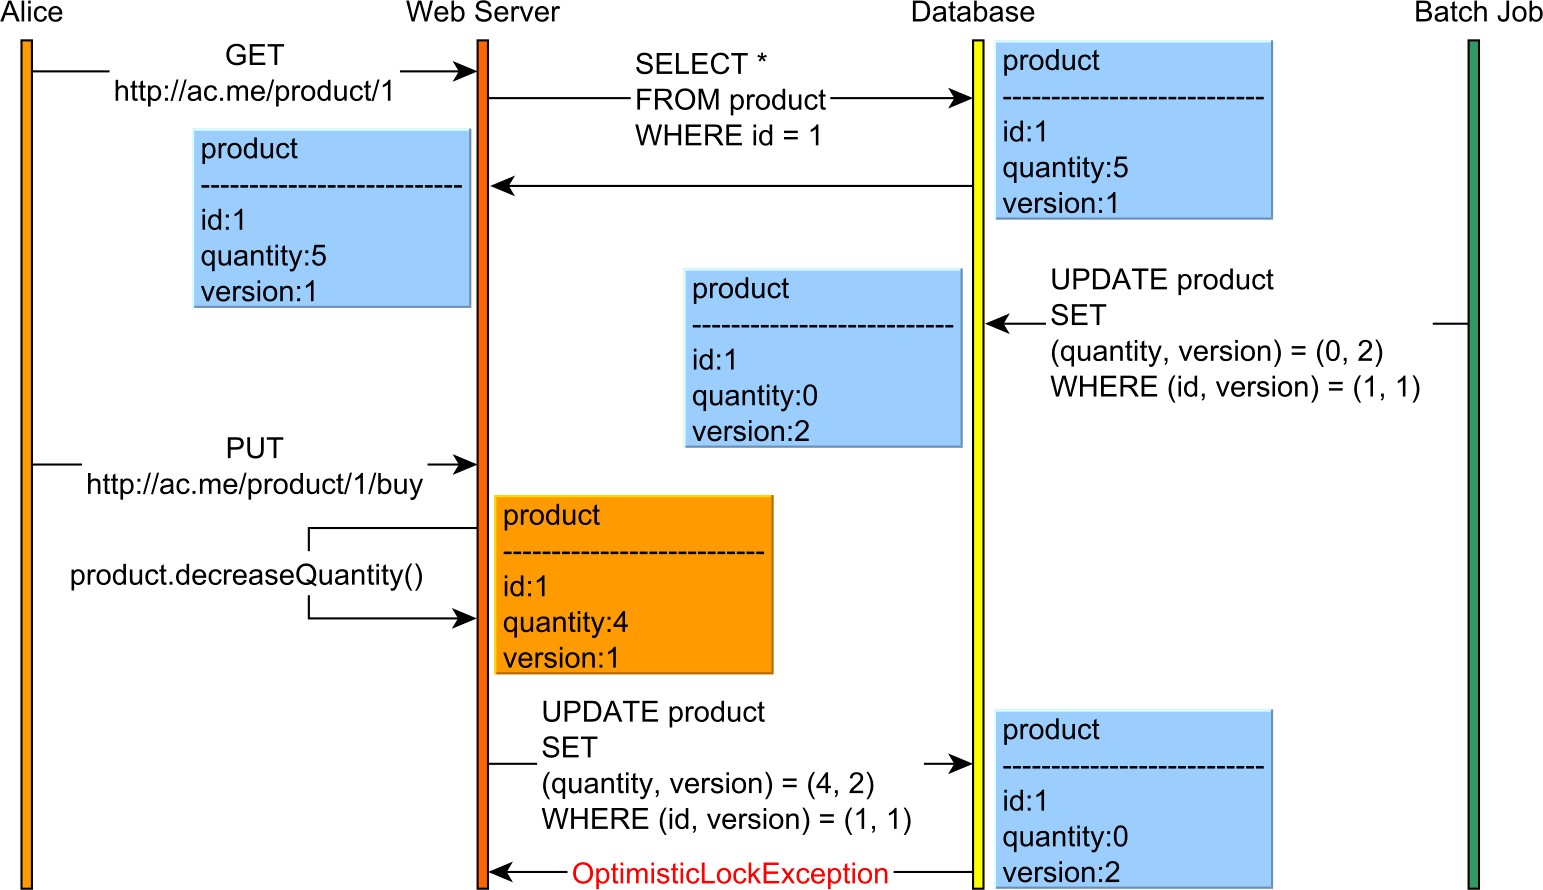 Alice
Web Server
Database
Batch Job
GET
http://ac.me/product/1
SELECT *
FROM product
WHERE id = 1
product
---------------------------
id:1
quantity:5
version:1
product
---------------------------
id:1
quantity:5
version:1
product
---------------------------
id:1
quantity:0
version:2
UPDATE product
SET
(quantity, version) = (0, 2)
WHERE (id, version) = (1, 1)
PUT
http://ac.me/product/1/buy
product.decreaseQuantity()
product
---------------------------
id:1
quantity:4
version:1
UPDATE product
SET
(quantity, version) = (4, 2)
WHERE (id, version) = (1, 1)
product
---------------------------
id:1
quantity:0
version:2
OptimisticLockException